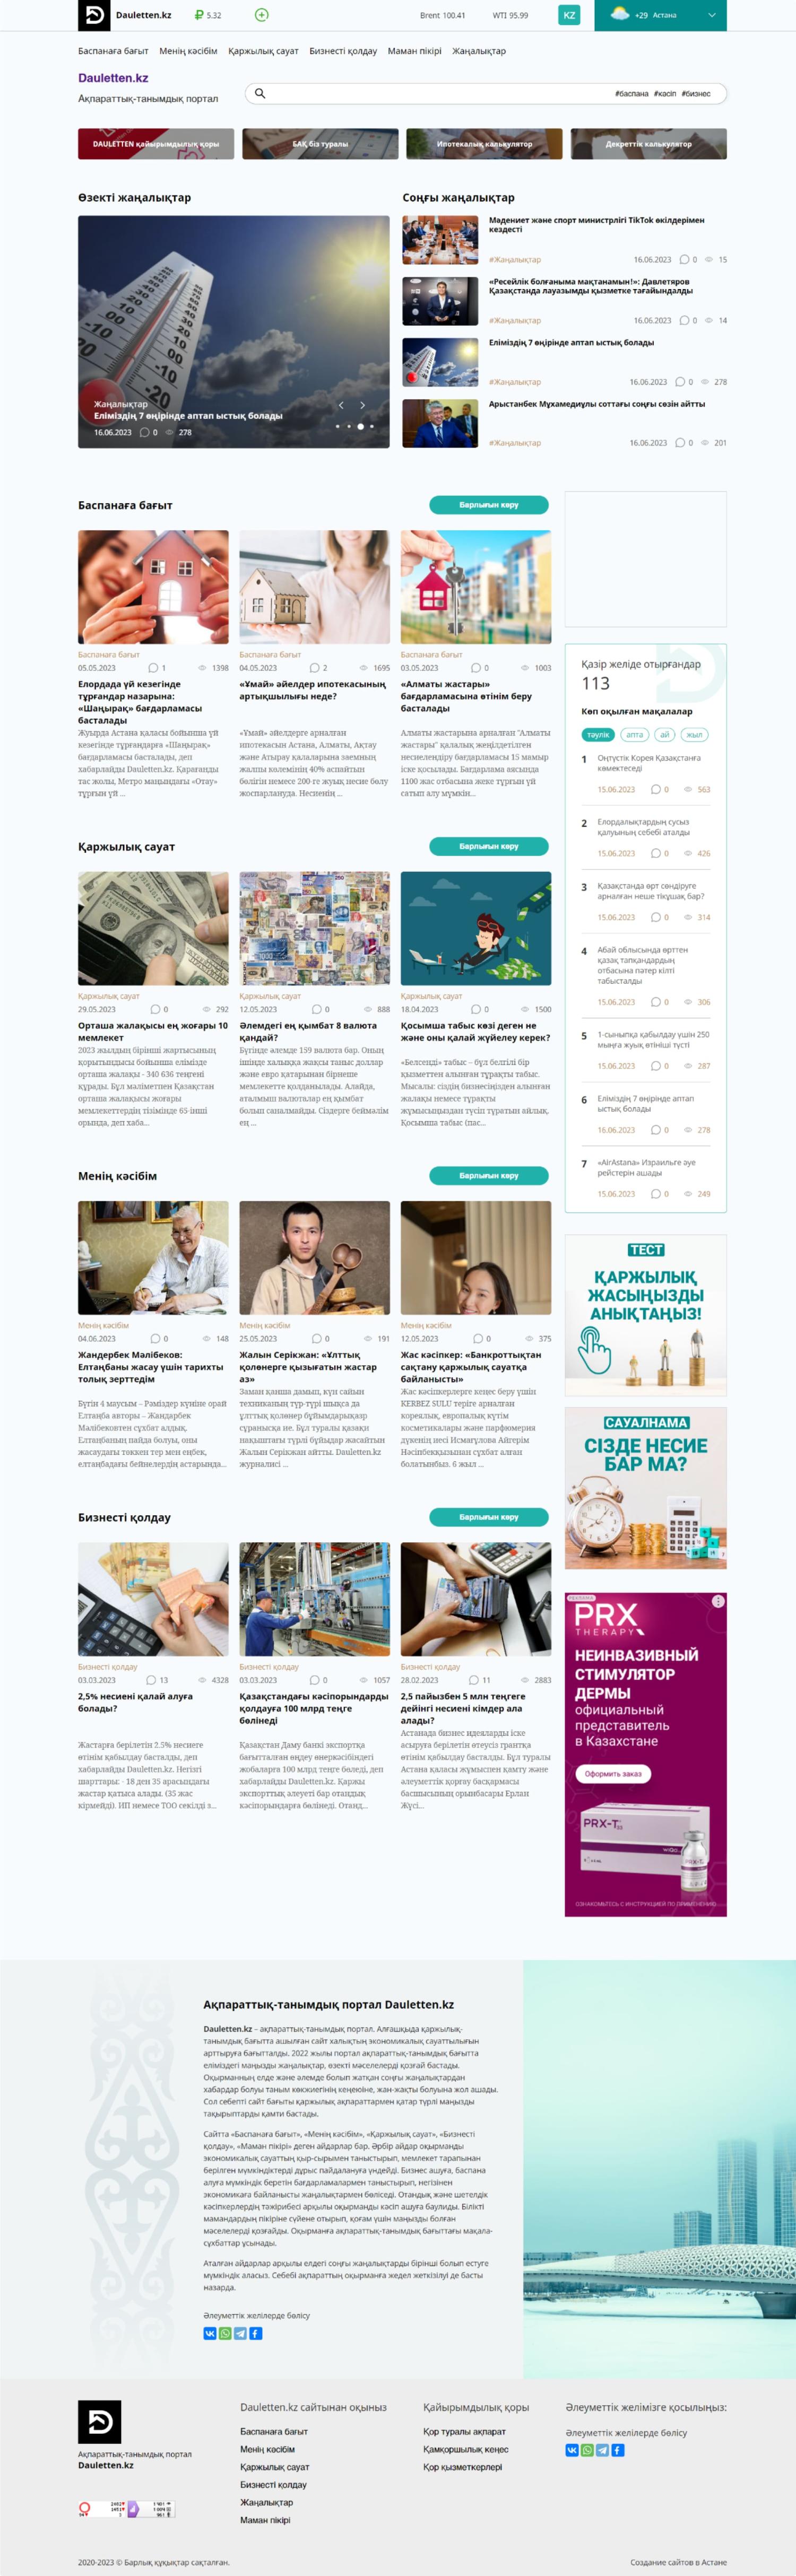 Dauletten.kz
5.32
Brent 100.41
WTI 95.99
KZ
+29 Астана
Баспанаға бағыт Менің кәсібім Қаржылық сауат Бизнесті қолдау Маман пікірі Жаңалықтар
Dauletten.kz
Ақпараттық-танымдық портал
#баспана #кәсіп #бизнес
DAULETTEN қайырымдылық қоры
БАҚ біз туралы
Ипотекалық калькулятор
Декреттік калькулятор
Өзекті жаңалықтар
Жаңалықтар
Еліміздің 7 өңірінде аптап ыстық болады
16.06.2023 0 278
Соңғы жаңалықтар
Мәдениет және спорт министрлігі TikTok өкілдерімен
кездесті
#Жаңалықтар 16.06.2023 0 15
«Ресейлік болғаныма мақтанамын!»: Давлетяров
Қазақстанда лауазымды қызметке тағайындалды
#Жаңалықтар 16.06.2023 0 14
Еліміздің 7 өңірінде аптап ыстық болады
#Жаңалықтар 16.06.2023 0 278
Арыстанбек Мұхамедиұлы соттағы соңғы сөзін айтты
#Жаңалықтар 16.06.2023 0 201
Баспанаға бағыт
Барлығын көру
Баспанаға бағыт
05.05.2023 1 1398
Елордада үй кезегінде
тұрғандар назарына:
«Шаңырақ» бағдарламасы
басталады
Жуырда Астана қаласы бойынша үй
кезегінде тұрғандарға «Шаңырақ»
бағдарламасы басталады, деп
хабарлайды Dauletten.kz. Қарағанды
тас жолы, Метро маңындағы «Отау»
тұрғын үй ...
Баспанаға бағыт
04.05.2023 2 1695
«Ұмай» әйелдер ипотекасының
артықшылығы неде?
«Ұмай» әйелдерге арналған
ипотекасын Астана, Алматы, Ақтау
және Атырау қалаларына заемның
жалпы көлемінің 40% аспайтын
бөлігін немесе 200-ге жуық несие бөлу
жоспарлануда. Несиенің ...
Баспанаға бағыт
03.05.2023 0 1003
«Алматы жастары»
бағдарламасына өтінім беру
басталады
Алматы жастарына арналған "Алматы
жастары" қалалық жеңілдетілген
несиелендіру бағдарламасы 15 мамыр
іске қосылады. Бағдарлама аясында
1100 жас отбасына жеке тұрғын үй
сатып алу мүмкін...
Қаржылық сауат
Барлығын көру
Қаржылық сауат
29.05.2023 0 292
Орташа жалақысы ең жоғары 10
мемлекет
2023 жылдың бірінші жартысының
қорытындысы бойынша елімізде
орташа жалақы - 340 636 теңгені
құрады. Бұл мәліметпен Қазақстан
орташа жалақысы жоғары
мемлекеттердің тізімінде 65-інші
орында, деп хаба...
Қаржылық сауат
12.05.2023 0 888
Әлемдегі ең қымбат 8 валюта
қандай?
Бүгінде әлемде 159 валюта бар. Оның
ішінде халыққа жақсы таныс доллар
және евро қатарынан бірнеше
мемлекетте қолданылады. Алайда,
аталмыш валюталар ең қымбат
болып саналмайды. Сіздерге беймәлім
ең ...
Қаржылық сауат
18.04.2023 0 1500
Қосымша табыс көзі деген не
және оны қалай жүйелеу керек?
«Белсенді» табыс – бұл белгілі бір
қызметтен алынған тұрақты табыс.
Мысалы: сіздің бизнесіңізден алынған
жалақы немесе тұрақты
жұмысыңыздан түсіп тұратын айлық.
Қосымша табыс (пас...
Менің кәсібім
Барлығын көру
Менің кәсібім
04.06.2023 0 148
Жандербек Мәлібеков:
Елтаңбаны жасау үшін тарихты
толық зерттедім
Бүгін 4 маусым – Рәміздер күніне орай
Елтаңба авторы – Жандарбек
Мәлібековтен сұхбат алдық.
Елтаңбаның пайда болуы, оны
жасаудағы төккен тер мен еңбек,
елтаңбадағы бейнелердің астарында...
Менің кәсібім
25.05.2023 0 191
Жалын Серікжан: «Ұлттық
қолөнерге қызығатын жастар
аз»
Заман қанша дамып, күн сайын
техниканың түр-түрі шықса да
ұлттық қолөнер бұйымдарықазір
сұранысқа ие. Бұл туралы қазақи
нақыштағы түрлі бұйыдар жасайтын
Жалын Серікжан айтты. Dauletten.kz
журналисі ...
Менің кәсібім
12.05.2023 0 375
Жас кәсіпкер: «Банкроттықтан
сақтану қаржылық сауатқа
байланысты»
Жас кәсіпкерлерге кеңес беру үшін
KERBEZ SULU теріге арналған
кореялық, европалық күтім
косметикалары және парфюмерия
дүкенің иесі Исмағулова Айгерім
Нәсіпбекқызынан сұхбат алған
болатынбыз. 6 жыл ...
Бизнесті қолдау
Барлығын көру
Бизнесті қолдау
03.03.2023 13 4328
2,5% несиені қалай алуға
болады?
Жастарға берілетін 2.5% несиеге
өтінім қабылдау басталды, деп
хабарлайды Dauletten.kz. Негізгі
шарттары: - 18 ден 35 арасындағы
жастар қатыса алады. (35 жас
кірмейді). ИП немесе ТОО секілді з...
Бизнесті қолдау
03.03.2023 0 1057
Қазақстандағы кәсіпорындарды
қолдауға 100 млрд теңге
бөлінеді
Қазақстан Даму банкі экспортқа
бағытталған өңдеу өнеркәсібіндегі
жобаларға 100 млрд теңге бөледі, деп
хабарлайды Dauletten.kz. Қаржы
экспорттық әлеуеті бар отандық
кәсіпорындарға бөлінеді. Отанд...
Бизнесті қолдау
28.02.2023 11 2883
2,5 пайызбен 5 млн теңгеге
дейінгі несиені кімдер ала
алады?
Астанада бизнес идеяларды іске
асыруға берілетін өтеусіз грантқа
өтінім қабылдау басталды. Бұл туралы
Астана қаласы жұмыспен қамту және
әлеуметтік қорғау басқармасы
басшысының орынбасары Ерлан
Жүсі...
Қазір желіде отырғандар
113
Көп оқылған мақалалар
тәулік апта ай жыл
1 Оңтүстік Корея Қазақстанға
көмектеседі
15.06.2023 0 563
2 Елордалықтардың сусыз
қалуының себебі аталды
15.06.2023 0 426
3 Қазақстанда өрт сөндіруге
арналған неше тікұшақ бар?
15.06.2023 0 314
4 Абай облысында өрттен
қазақ тапқандардың
отбасына пәтер кілті
табысталды
15.06.2023 0 306
5 1-сыныпқа қабылдау үшін 250
мыңға жуық өтініш түсті
15.06.2023 0 287
6 Еліміздің 7 өңірінде аптап
ыстық болады
16.06.2023 0 278
7 «AirAstana» Израильге әуе
рейстерін ашады
15.06.2023 0 249
ТЕСТ
ҚАРЖЫЛЫҚ
ЖАСЫҢЫЗДЫ
АНЫҚТАҢЫЗ!
САУАЛНАМА
СІЗДЕ НЕСИЕ
БАР МА?
PRX
THERAPY
НЕИНВАЗИВНЫЙ
СТИМУЛЯТОР
ДЕРМЫ
официальный
представитель
в Казахстане
Оформить заказ
PRX-T
ОЗНАКОМЬТЕСЬ С ИНСТРУКЦИЕЙ ПО ПРИМЕНЕНИЮ
Ақпараттық-танымдық портал Dauletten.kz
Dauletten.kz – ақпараттық-танымдық портал. Алғашқыда қаржылық-
танымдық бағытта ашылған сайт халықтың экономикалық сауаттылығын
арттыруға бағытталды. 2022 жылы портал ақпараттық-танымдық бағытта
еліміздегі маңызды жаңалықтар, өзекті мәселелерді қозғай бастады.
Оқырманның елде және әлемде болып жатқан соңғы жаңалықтардан
хабардар болуы таным көкжиегінің кеңеюіне, жан-жақты болуына жол ашады.
Сол себепті сайт бағыты қаржылық ақпараттармен қатар түрлі маңызды
тақырыптарды қамти бастады.
Сайтта «Баспанаға бағыт», «Менің кәсібім», «Қаржылық сауат», «Бизнесті
қолдау», «Маман пікірі» деген айдарлар бар. Әрбір айдар оқырманды
экономикалық сауаттың қыр-сырымен таныстырып, мемлекет тарапынан
берілген мүмкіндіктерді дұрыс пайдалануға үндейді. Бизнес ашуға, баспана
алуға мүмкіндік беретін бағдарламалармен таныстырып, негізінен
экономикаға байланысты жаңалықтармен бөліседі. Отандық және шетелдік
кәсіпкерлердің тәжірибесі арқылы оқырманды кәсіп ашуға баулиды. Білікті
мамандардың пікіріне сүйене отырып, қоғам үшін маңызды болған
мәселелерді қозғайды. Оқырманға ақпараттық-танымдық бағыттағы мақала-
сұхбаттар ұсынады.
Аталған айдарлар арқылы елдегі соңғы жаңалықтарды бірінші болып естуге
мүмкіндік аласыз. Себебі ақпараттың оқырманға жедел жеткізілуі де басты
назарда.
Әлеуметтік желілерде бөлісу
Ақпараттық-танымдық портал
Dauletten.kz
Dauletten.kz сайтынан оқыңыз
Баспанаға бағыт
Менің кәсібім
Қаржылық сауат
Бизнесті қолдау
Жаңалықтар
Маман пікірі
Қайырымдылық қоры
Қор туралы ақпарат
Қамқоршылық кеңес
Қор қызметкерлері
Әлеуметтік желімізге қосылыңыз:
Әлеуметтік желілерде бөлісу
2020-2023 © Барлық құқықтар сақталған.
Создание сайтов в Астане